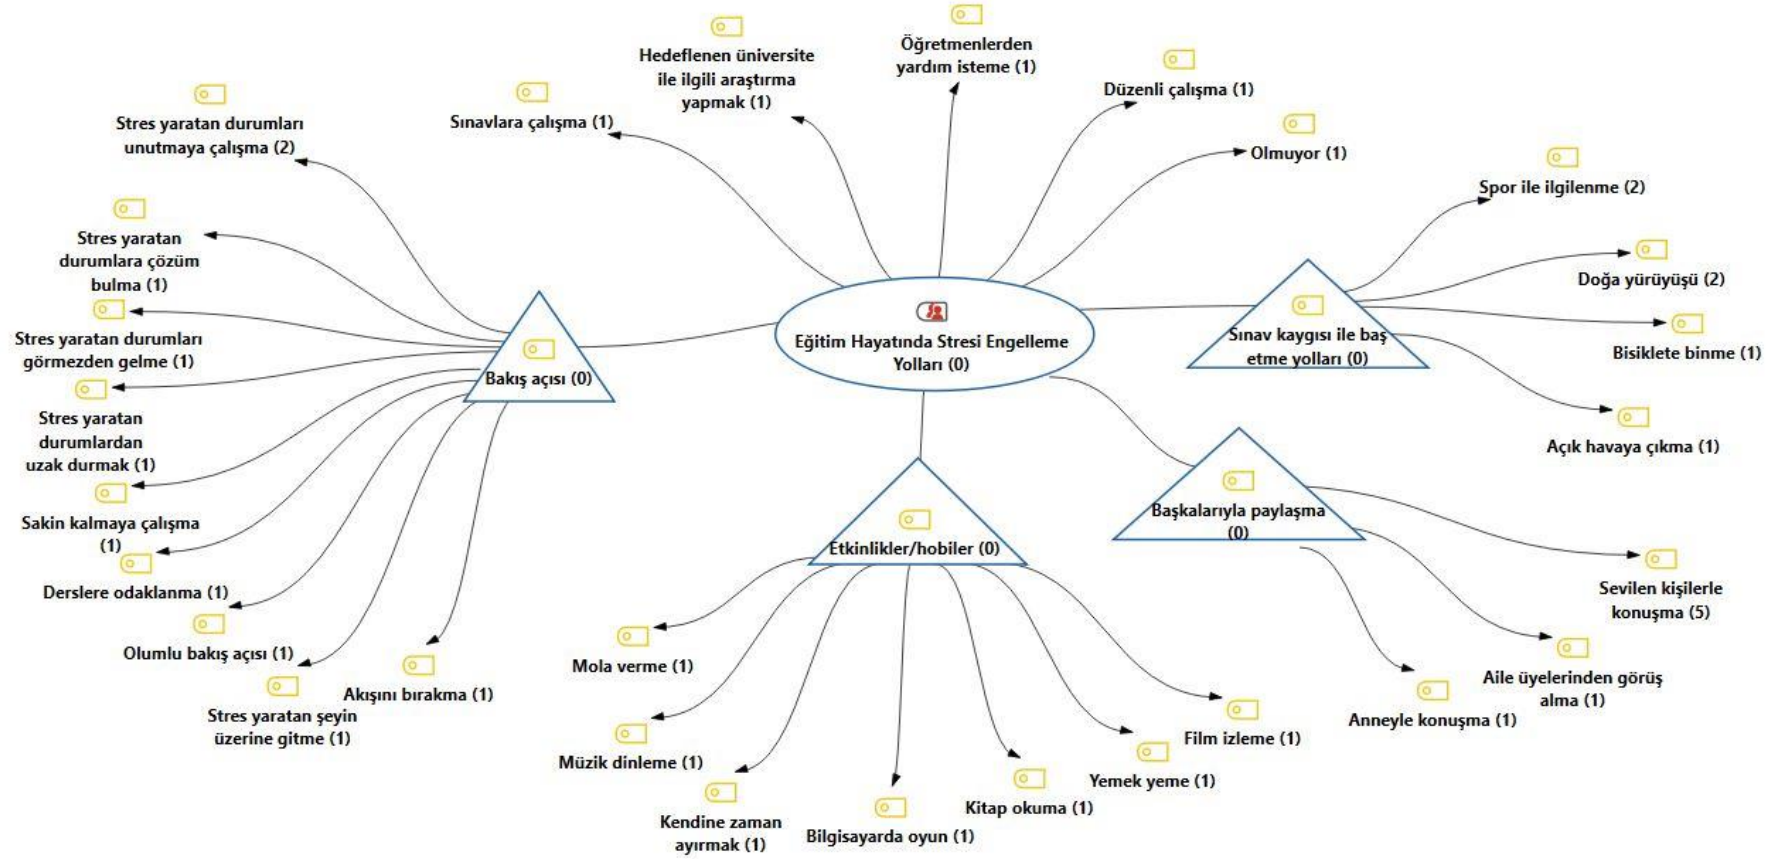 Öğretmenlerden
yardım isteme (1)
Hedeflenen üniversite
ile ilgili araştırma
yapmak (1)
Düzenli çalışma (1)
Sınavlara çalışma (1)
Stres yaratan durumları
unutmaya çalışma (2)
Olmuyor (1)
Spor ile ilgilenme (2)
Stres yaratan
durumlara çözüm
bulma (1)
Doğa yürüyüşü (2)
Stres yaratan durumları
görmezden gelme (1)
Eğitim Hayatında Stresi Engelleme
Yolları (0)
Sınav kaygısı ile baş
etme yolları (0)
Bisiklete binme (1)
Bakış açısı (0)
Stres yaratan
durumlardan
uzak durmak (1)
Açık havaya çıkma (1)
Sakin kalmaya çalışma
(1)
Başkalarıyla paylaşma
(0)
Etkinlikler/hobiler (0)
Derslere odaklanma (1)
Sevilen kişilerle
konuşma (5)
Olumlu bakış açısı (1)
Mola verme (1)
Aile üyelerinden görüş
alma (1)
Akışını bırakma (1)
Stres yaratan şeyin
üzerine gitme (1)
Anneyle konuşma (1)
Film izleme (1)
Müzik dinleme (1)
Yemek yeme (1)
Kitap okuma (1)
Kendine zaman
ayırmak (1)
Bilgisayarda oyun (1)